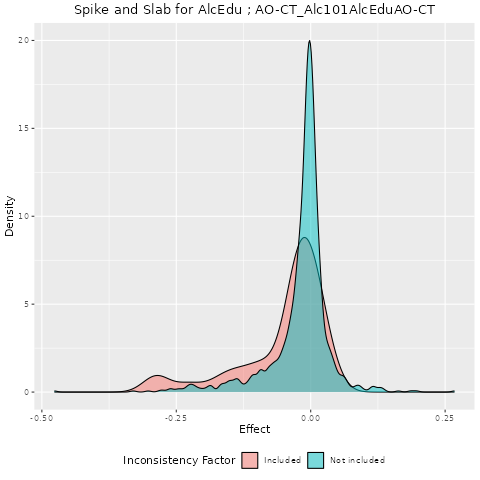 Spike and Slab for AlcEdu ; AO-CT_Alc101AlcEduAO-CT
20
15
10
5
0
Density
-0.50 -0.25 0.00 0.25
Effect
Inconsistency Factor Included Not included